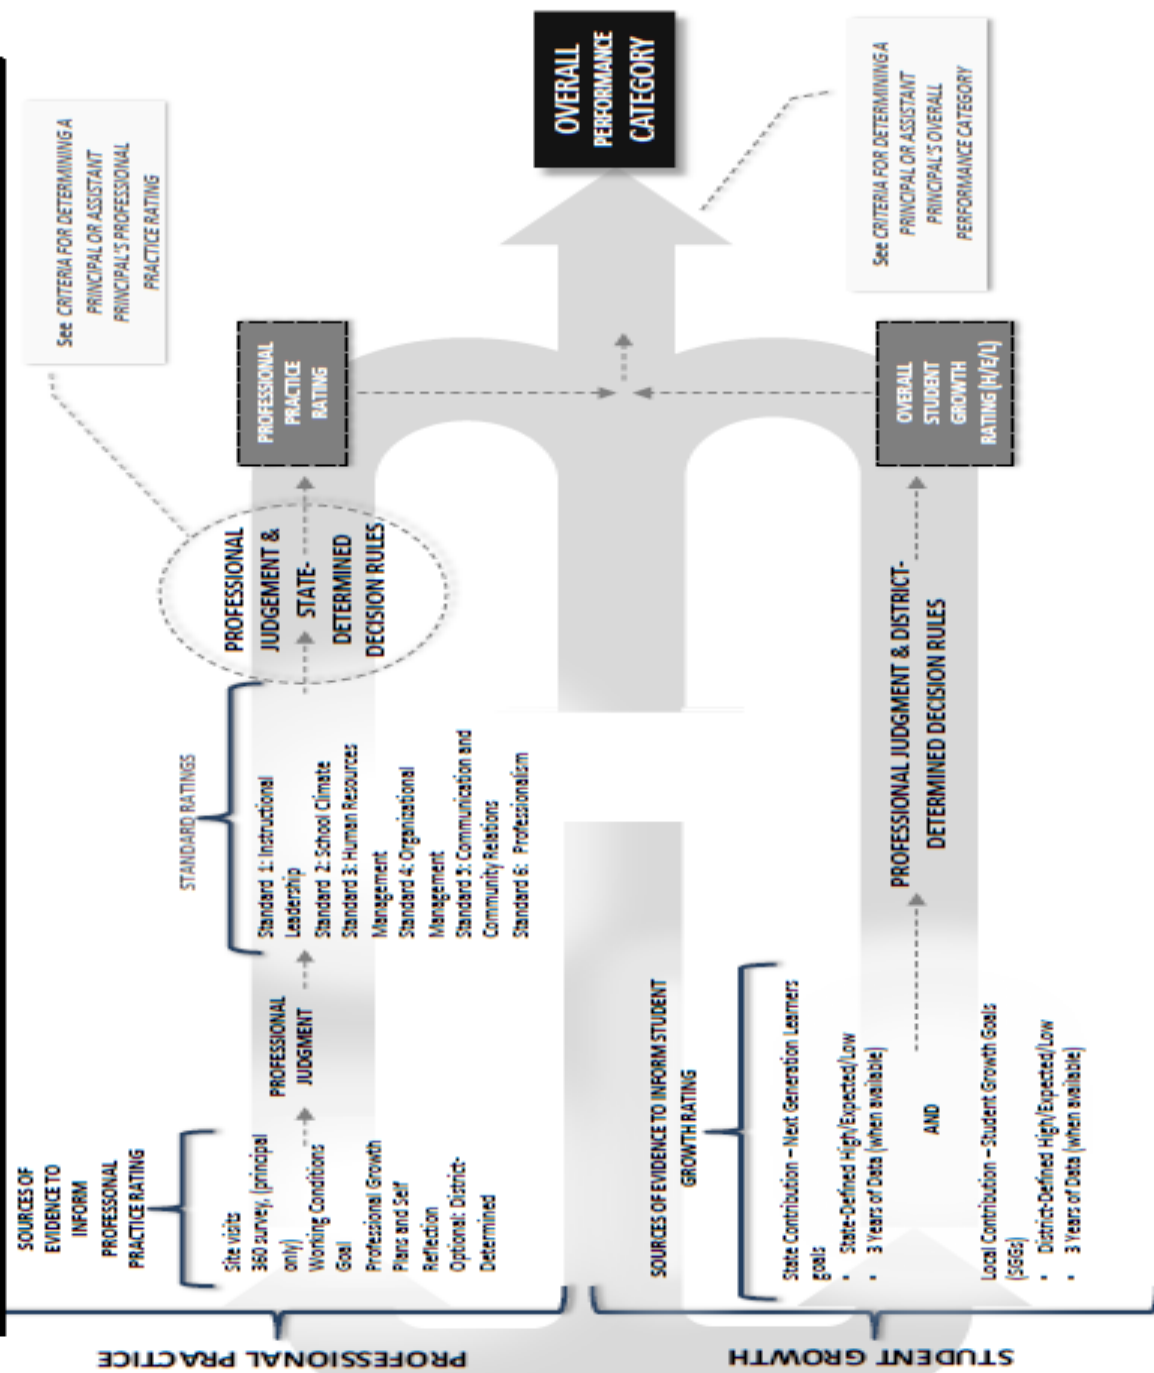 PROFESSIONAL PRACTICE
SOURCES OF
EVIDENCE TO
INFORM
PROFESSIONAL
PRACTICE RATING
Site visits
360 survey, (principal
only)
Working Conditions
Goal
Professional Growth
Plans and Self
Reflection
Optional: District-
Determined
PROFESSIONAL
JUDGMENT
STANDARD RATINGS
Standard 1: Instructional
Leadership
Standard 2: School Climate
Standard 3: Human Resources
Management
Standard 4: Organizational
Management
Standard 5: Communication and
Community Relations
Standard 6: Professionalism
PROFESSIONAL
JUDGEMENT &
STATE-
DETERMINED
DECISION RULES
See CRITERIA FOR DETERMINING A
PRINCIPAL OR ASSISTANT
PRINCIPAL'S PROFESSIONAL
PRACTICE RATING
PROFESSIONAL
PRACTICE
RATING
STUDENT GROWTH
SOURCES OF EVIDENCE TO INFORM STUDENT
GROWTH RATING
State Contribution – Next Generation Learners
goals
• State-Defined High/Expected/Low
• 3 Years of Data (when available)
AND
Local Contribution – Student Growth Goals
(SGGs)
• District-Defined High/Expected/Low
• 3 Years of Data (when available)
PROFESSIONAL JUDGMENT & DISTRICT-
DETERMINED DECISION RULES
OVERALL
STUDENT
GROWTH
RATING (H/E/L)
OVERALL
PERFORMANCE
CATEGORY
See CRITERIA FOR DETERMINING A
PRINCIPAL OR ASSISTANT
PRINCIPAL'S OVERALL
PERFORMANCE CATEGORY